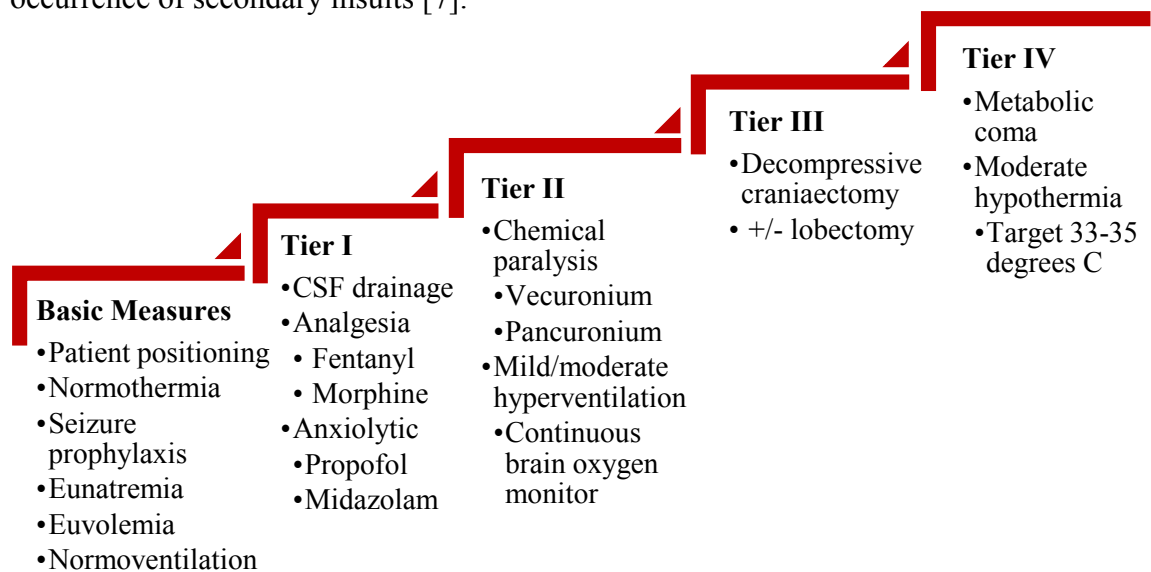 occurrence of secondary insults [7].
Basic Measures
•Patient positioning
•Normothermia
•Seizure
prophylaxis
•Eunatremia
•Euvolemia
•Normoventilation
Tier I
•CSF drainage
•Analgesia
• Fentanyl
• Morphine
•Anxiolytic
•Propofol
•Midazolam
Tier II
•Chemical
paralysis
•Vecuronium
•Pancuronium
•Mild/moderate
hyperventilation
•Continuous
brain oxygen
monitor
Tier III
•Decompressive
craniaectomy
• +/- lobectomy
Tier IV
•Metabolic
coma
•Moderate
hypothermia
•Target 33-35
degrees C